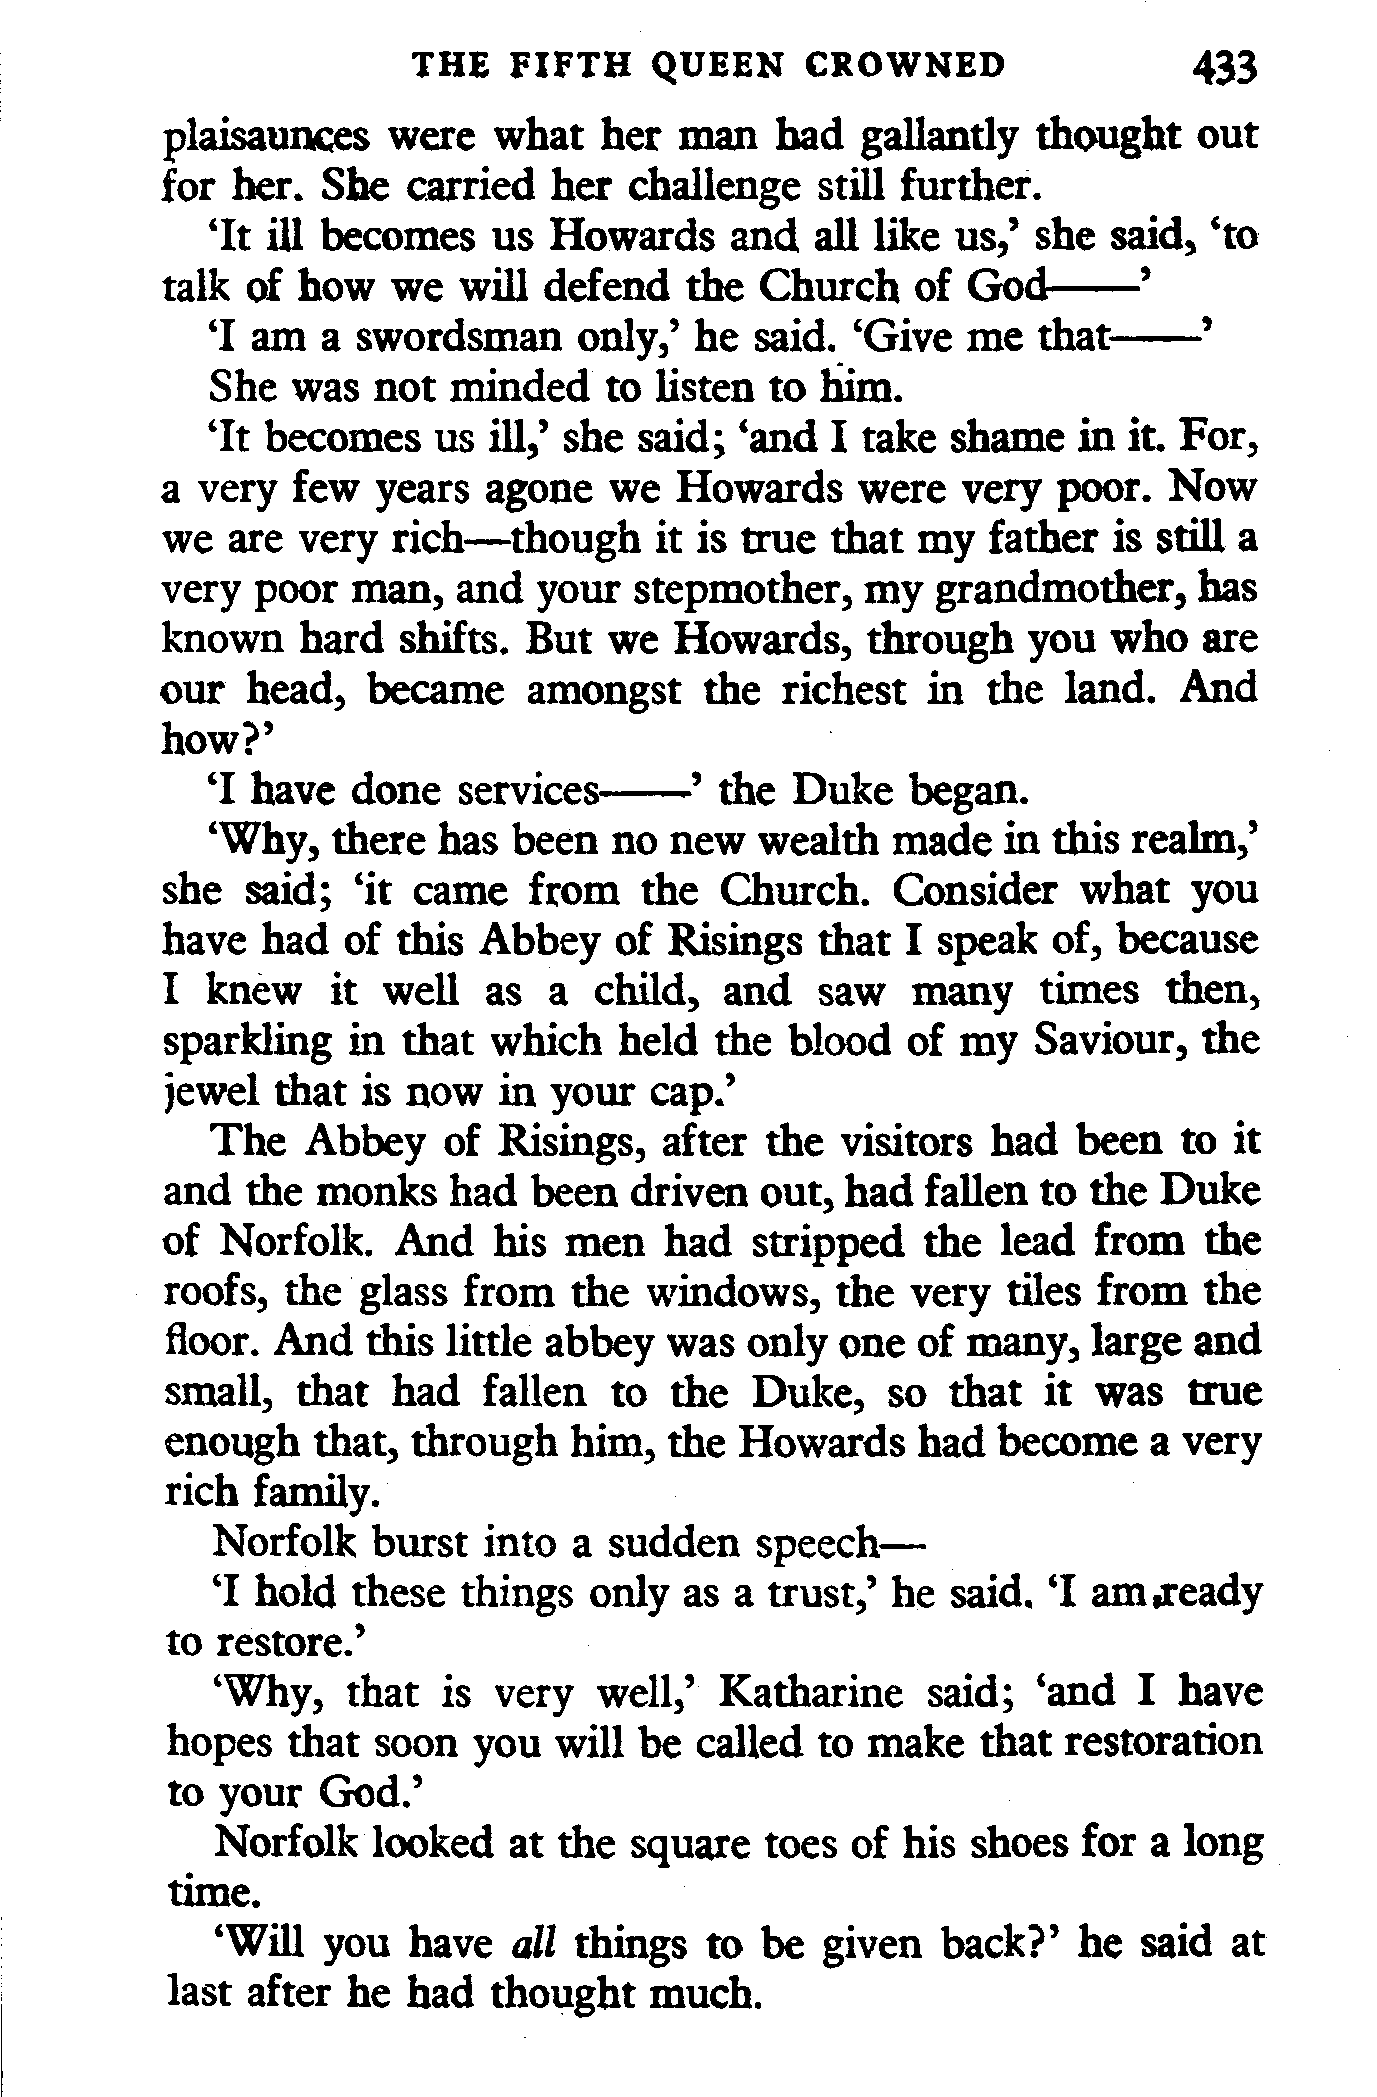 THE FIFTH QUEEN CROWNED 433
plaisaunces were what her man had gallantly thought out
for her. She carried her challenge still further.
‘It ill becomes us Howards and all like us,’ she said, ‘to
talk of how we will defend the Church of God——’
‘I am a swordsman only,’ he said. ‘Give me that——’
She was not minded to listen to him.
‘It becomes us ill,’ she said; ‘and I take shame in it. For,
a very few years agone we Howards were very poor. Now
we are very rich—though it is true that my father is still a
very poor man, and your stepmother, my grandmother, has
known hard shifts. But we Howards, through you who are
our head, became amongst the richest in the land. And
how?’
‘I have done services——’ the Duke began.
‘Why, there has been no new wealth made in this realm,’
she said; ‘it came from the Church. Consider what you
have had of this Abbey of Risings that I speak of, because
I knew it well as a child, and saw many times then,
sparkling in that which held the blood of my Saviour, the
jewel that is now in your cap.’
The Abbey of Risings, after the visitors had been to it
and the monks had been driven out, had fallen to the Duke
of Norfolk. And his men had stripped the lead from the
roofs, the glass from the windows, the very tiles from the
floor. And this little abbey was only one of many, large and
small, that had fallen to the Duke, so that it was true
enough that, through him, the Howards had become a very
rich family.
Norfolk burst into a sudden speech—
‘I hold these things only as a trust,’ he said. ‘I am ready
to restore.’
‘Why, that is very well,’ Katharine said; ‘and I have
hopes that soon you will be called to make that restoration
to your God.’
Norfolk looked at the square toes of his shoes for a long
time.
‘Will you have all things to be given back?’ he said at
last after he had thought much.